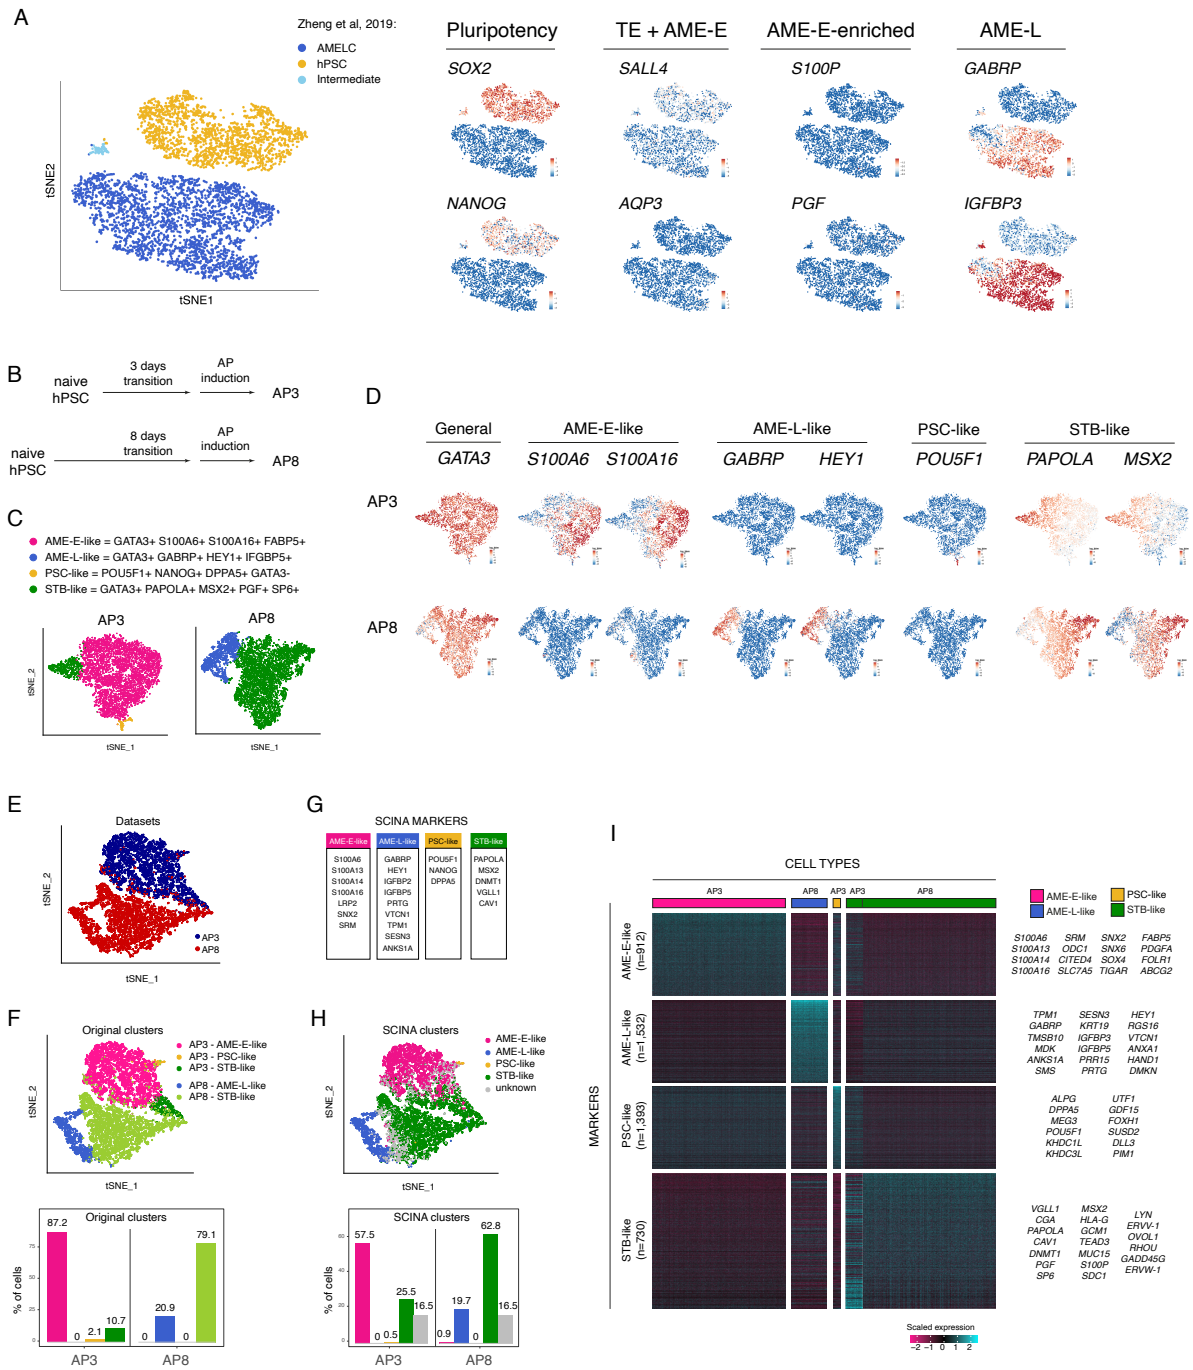 A
Zheng et al, 2019:
AMELC
hPSC
Intermediate
tSNE2
tSNE1
Pluripotency
TE + AME-E
AME-E-enriched
AME-L
SOX2
SALL4
S100P
GABRP
NANOG
AQP3
PGF
IGFBP3
B
naive
hPSC
3 days
transition
AP
induction
AP3
naive
hPSC
8 days
transition
AP
induction
AP8
C
AME-E-like = GATA3+ S100A6+ S100A16+ FABP5+
AME-L-like = GATA3+ GABRP+ HEY1+ IFGBP5+
PSC-like = POU5F1+ NANOG+ DPPA5+ GATA3-
STB-like = GATA3+ PAPOLA+ MSX2+ PGF+ SP6+
AP3
AP8
tSNE_2
tSNE_1
tSNE_2
tSNE_1
D
General
AME-E-like
AME-L-like
PSC-like
STB-like
GATA3
S100A6
S100A16
GABRP
HEY1
POU5F1
PAPOLA
MSX2
AP3
AP8
E
Datasets
AP3
AP8
tSNE_2
tSNE_1
F
Original clusters
AP3 - AME-E-like
AP3 - PSC-like
AP3 - STB-like
AP8 - AME-L-like
AP8 - STB-like
tSNE_2
tSNE_1
Original clusters
% of cells
75
50
25
0
87.2
0
2.1
10.7
0
20.9
0
79.1
AP3
AP8
G
SCINA MARKERS
AME-E-like
S100A6
S100A13
S100A14
S100A16
LRP2
SNX2
SRM
AME-L-like
GABRP
HEY1
IGFBP2
IGFBP5
PRTG
VTCN1
TPM1
SESN3
ANKS1A
PSC-like
POU5F1
NANOG
DPPA5
STB-like
PAPOLA
MSX2
DNMT1
VGLL1
CAV1
H
SCINA clusters
AME-E-like
AME-L-like
PSC-like
STB-like
unknown
tSNE_2
tSNE_1
SCINA clusters
% of cells
60
40
20
0
57.5
0
0.5
25.5
16.5
0.9
19.7
0
62.8
16.5
AP3
AP8
I
CELL TYPES
AP3
AP8
AP3
AP3
AP8
AME-E-like
AME-L-like
PSC-like
STB-like
MARKERS
AME-E-like
(n=912)
AME-L-like
(n=1,532)
PSC-like
(n=1,393)
STB-like
(n=730)
S100A6 SRM SNX2 FABP5
S100A13 ODC1 SNX6 PDGFA
S100A14 CITED4 SOX4 FOLR1
S100A16 SLC7A5 TIGAR ABCG2
TPM1 SESN3 HEY1
GABRP KRT19 RGS16
TMSB10 IGFBP3 VTCN1
MDK IGFBP5 ANXA1
ANKS1A PRR15 HAND1
SMS PRTG DMKN
ALPG UTF1
DPPA5 GDF15
MEG3 FOXH1
POU5F1 SUSD2
KHDC1L DLL3
KHDC3L PIM1
VGLL1 MSX2 LYN
CGA HLA-G ERVV-1
PAPOLA GCM1 OVOL1
CAV1 TEAD3 RHOU
DNMT1 MUC15 GADD45G
PGF S100P ERVW-1
SP6 SDC1
Scaled expression
−2 −1 0 1 2